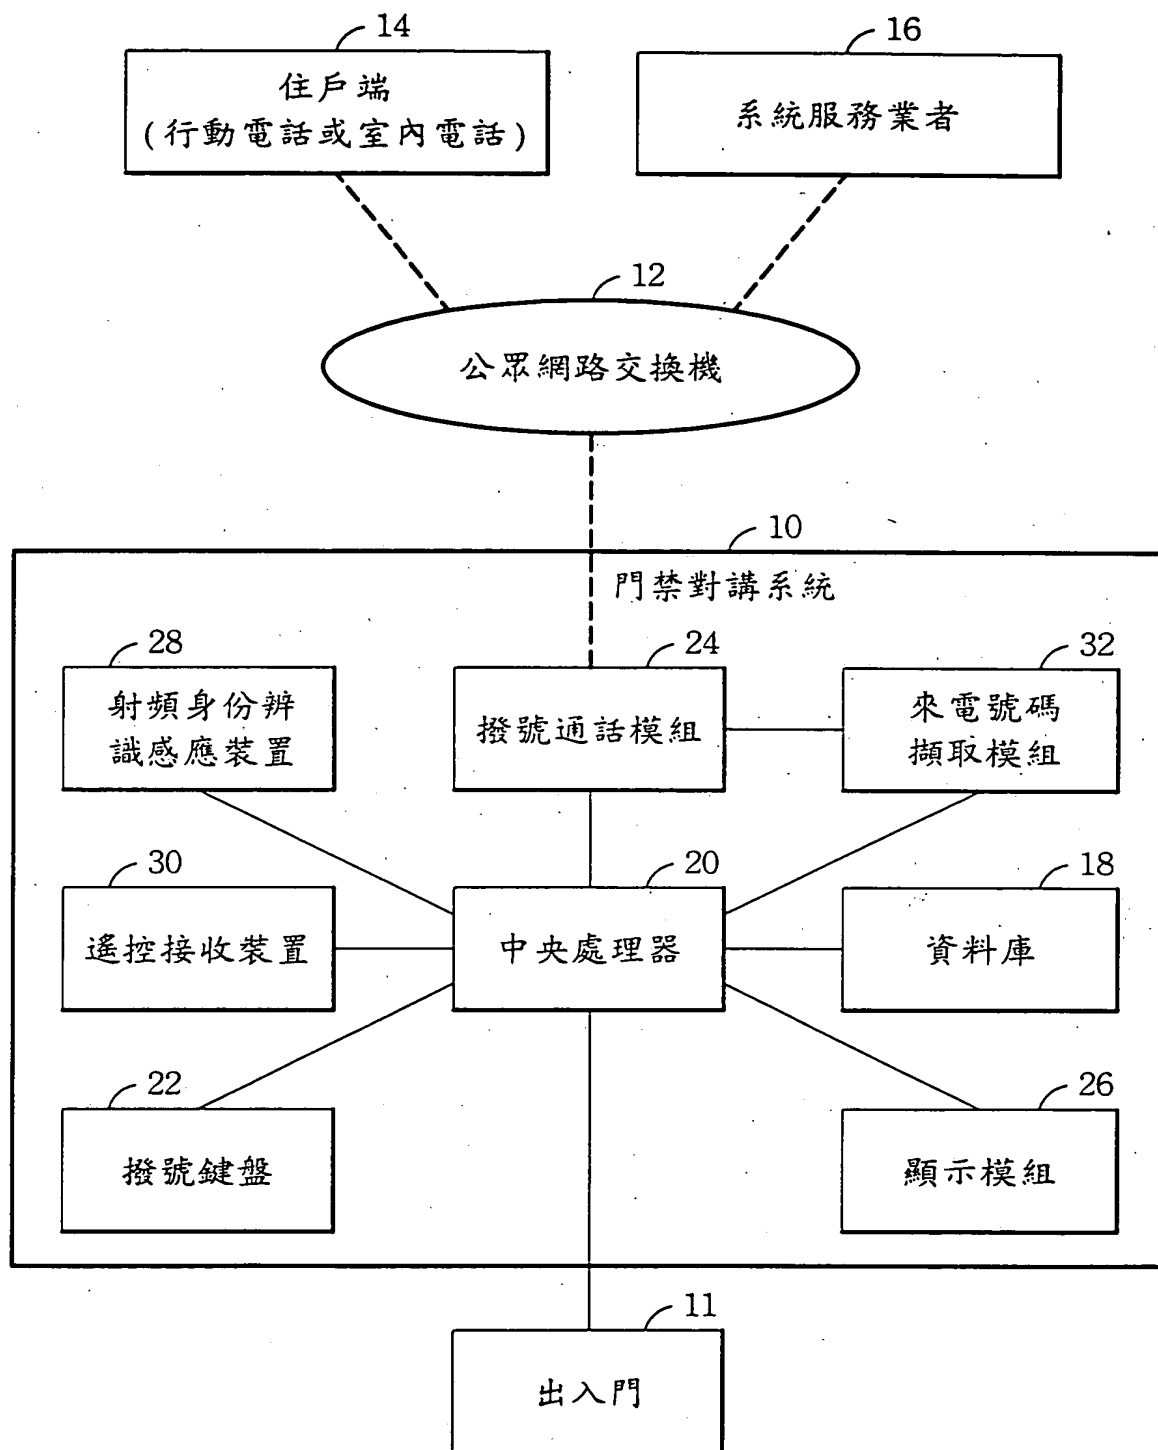 14
住戶端
(行動電話或室內電話)
16
系統服務業者
12
公眾網路交換機
10
門禁對講系統
28
射頻身份辨
識感應裝置
24
撥號通話模組
32
來電號碼
擷取模組
30
遙控接收裝置
20
中央處理器
18
資料庫
22
撥號鍵盤
26
顯示模組
11
出入門